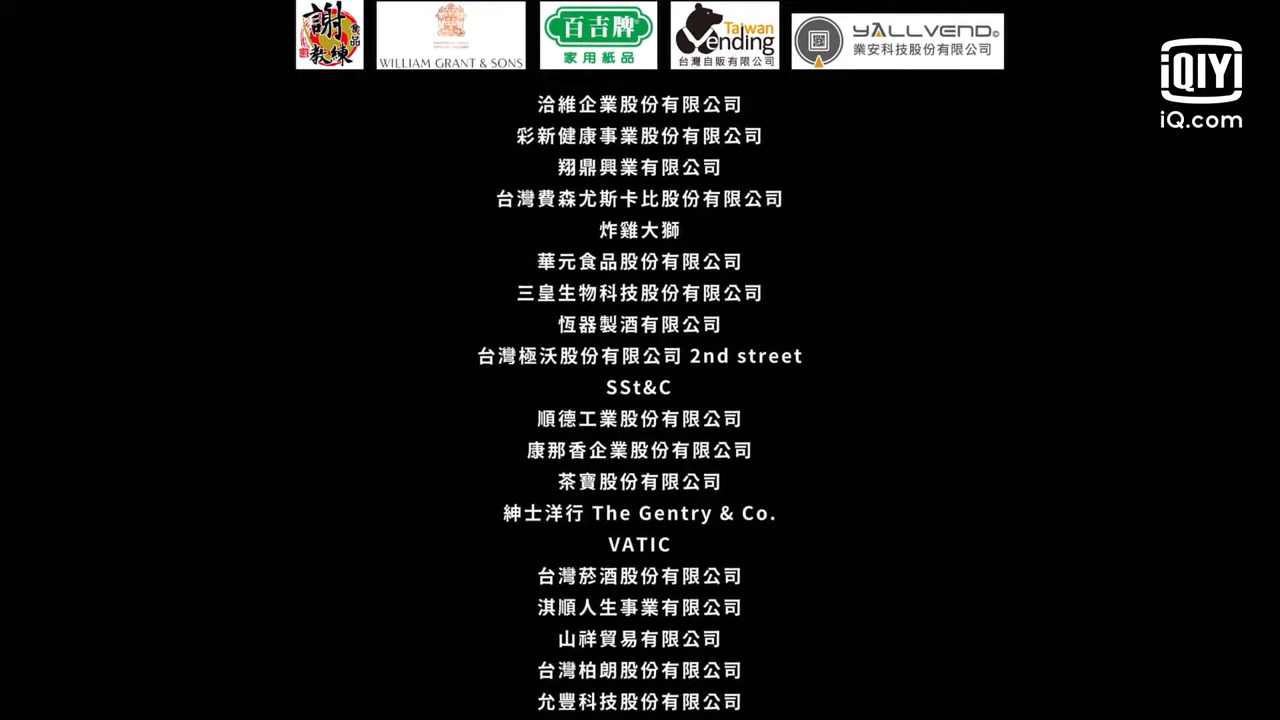 謝教練
食品
WILLIAM GRANT & SONS
百吉牌®
家用紙品
Taiwan
Vending
台灣自販有限公司
YALLVEND
業安科技股份有限公司
iQIYI
iQ.com
洽維企業股份有限公司
彩新健康事業股份有限公司
翔鼎興業有限公司
台灣費森尤斯卡比股份有限公司
炸雞大獅
華元食品股份有限公司
三皇生物科技股份有限公司
恆器製酒有限公司
台灣極沃股份有限公司 2nd street
SSt&C
順德工業股份有限公司
康那香企業股份有限公司
茶寶股份有限公司
紳士洋行 The Gentry & Co.
VATIC
台灣菸酒股份有限公司
淇順人生事業有限公司
山祥貿易有限公司
台灣柏朗股份有限公司
允豐科技股份有限公司